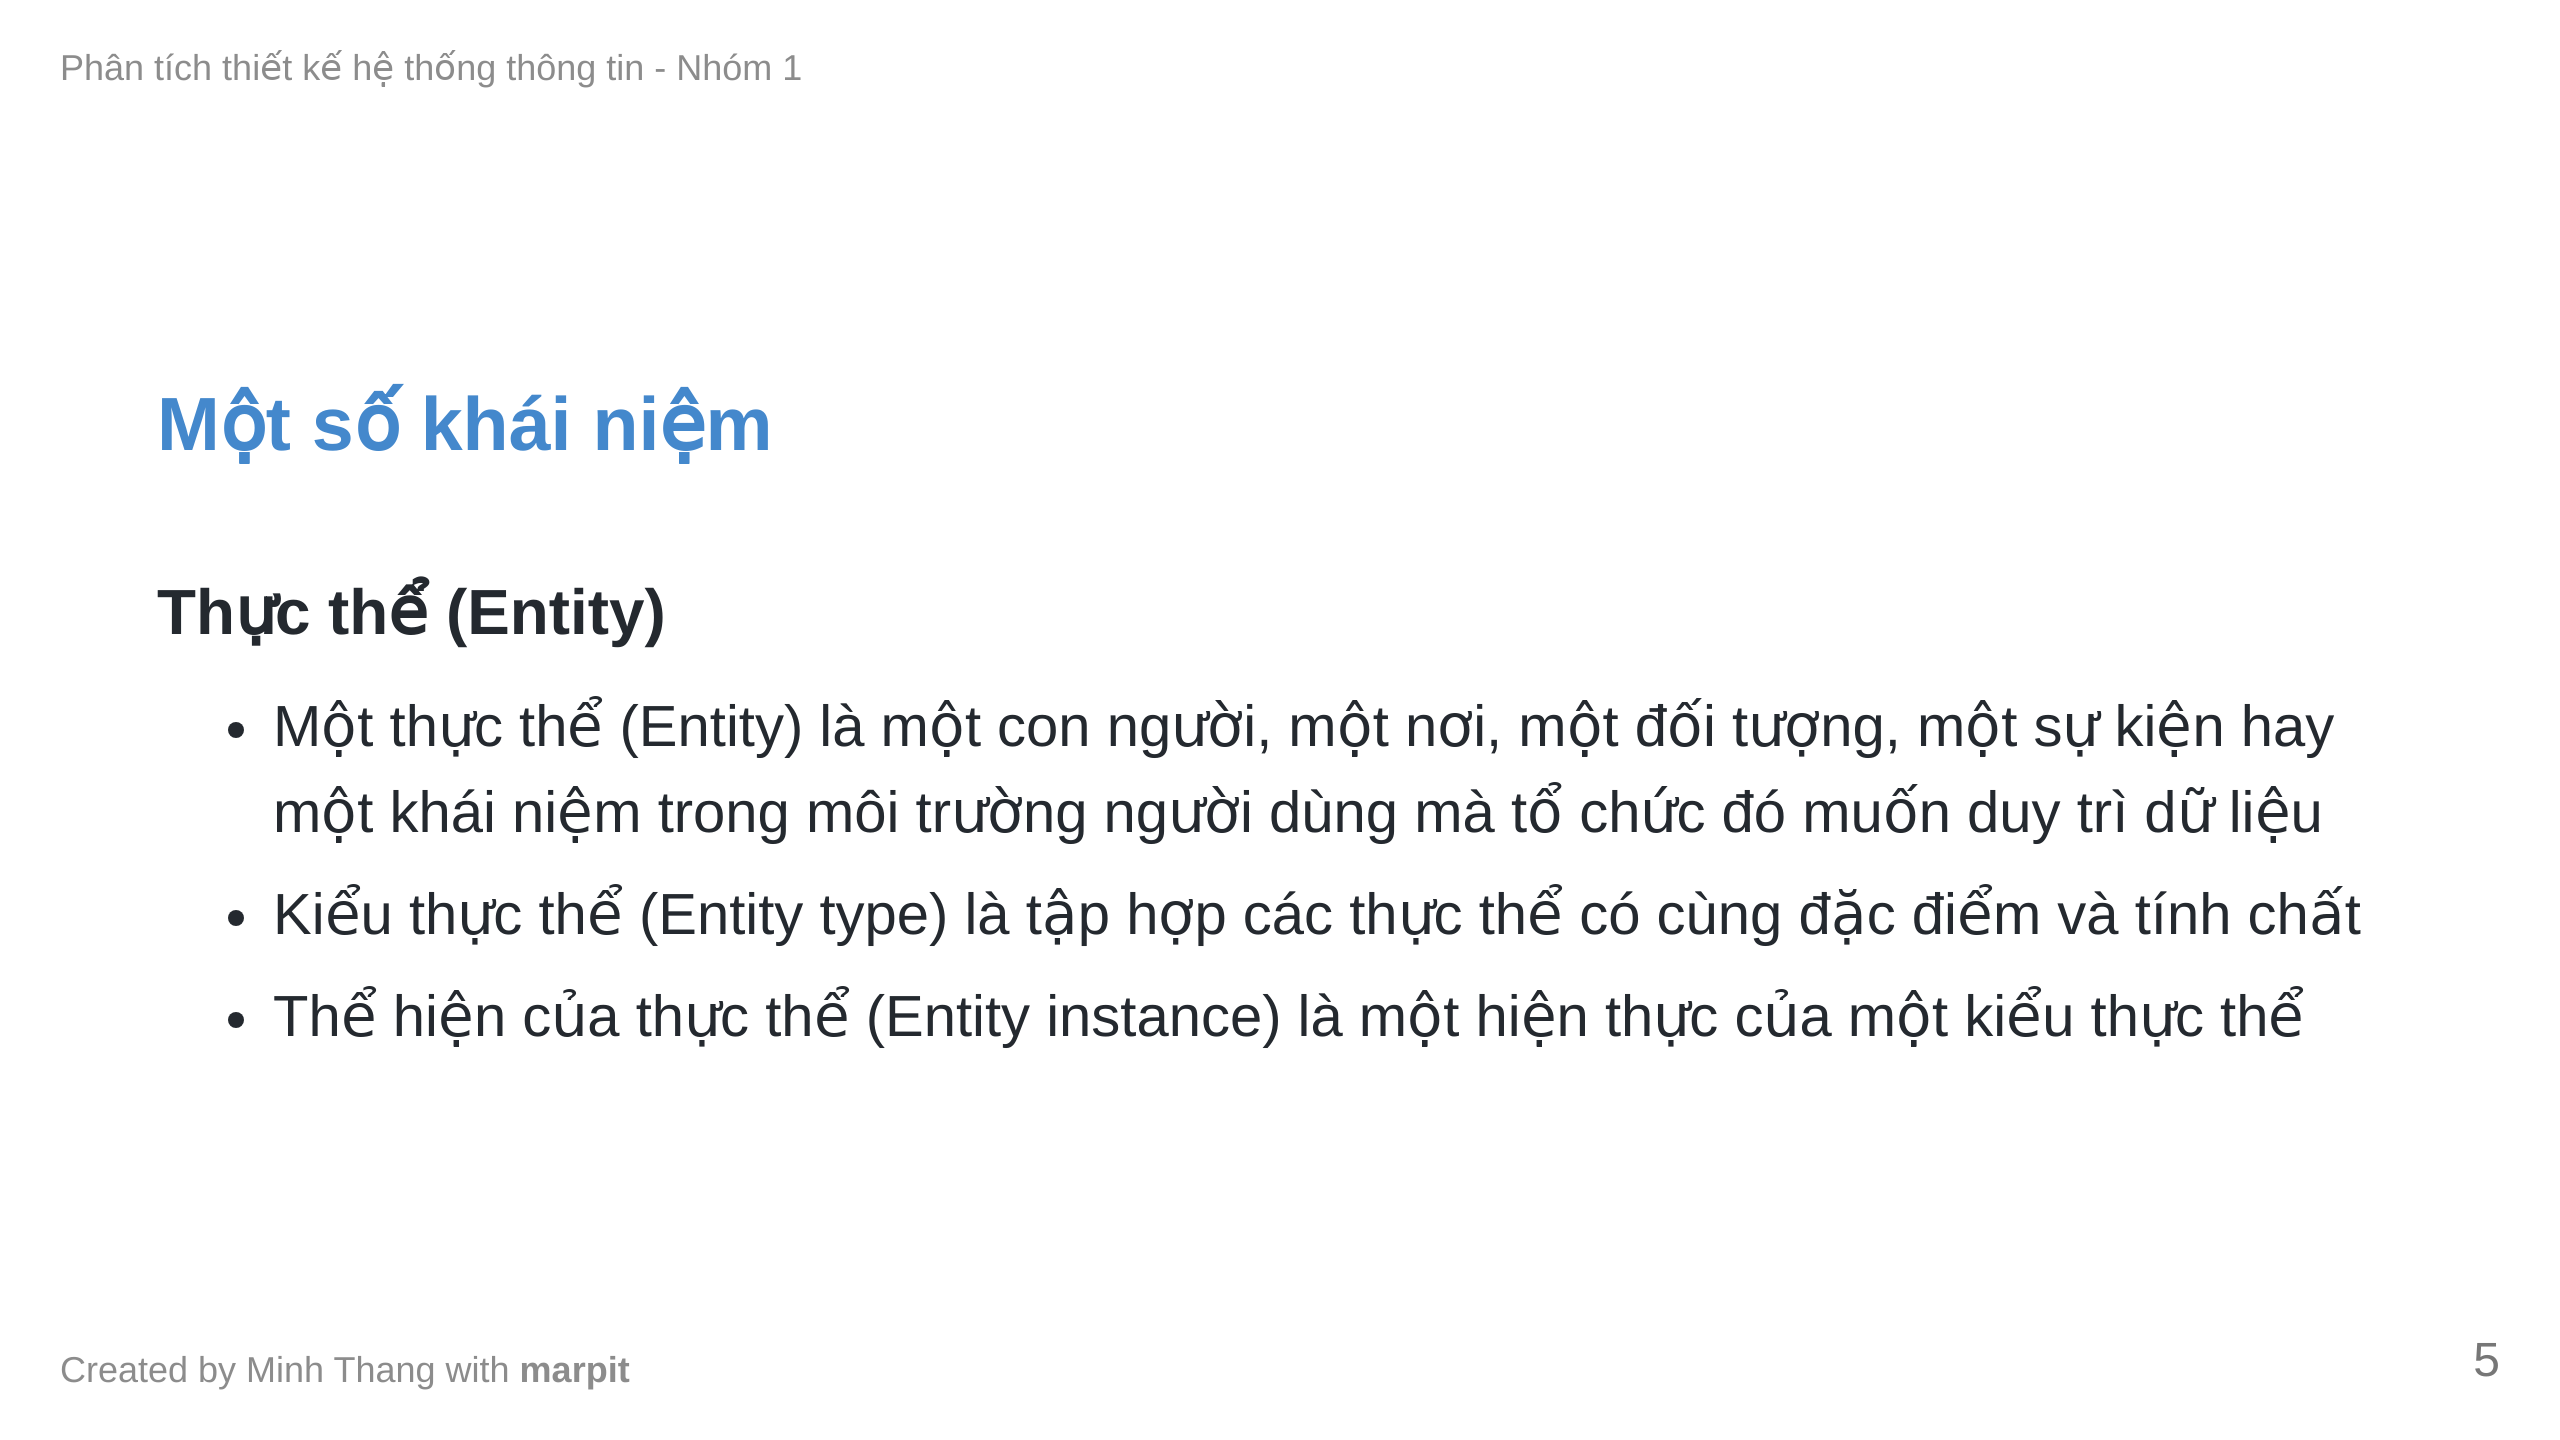 Phân tích thiết kế hệ thống thông tin - Nhóm 1
Một số khái niệm
Thực thể (Entity)
• Một thực thể (Entity) là một con người, một nơi, một đối tượng, một sự kiện hay
một khái niệm trong môi trường người dùng mà tổ chức đó muốn duy trì dữ liệu
• Kiểu thực thể (Entity type) là tập hợp các thực thể có cùng đặc điểm và tính chất
• Thể hiện của thực thể (Entity instance) là một hiện thực của một kiểu thực thể
Created by Minh Thang with marpit
5